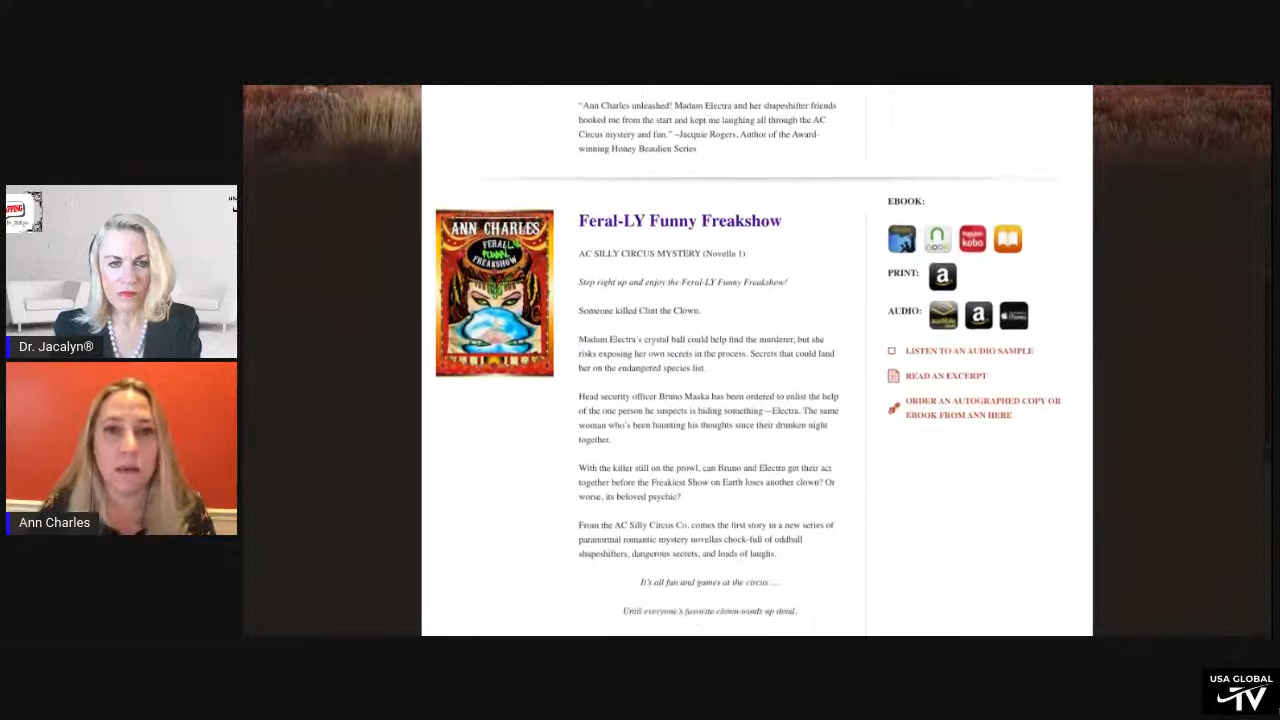 “Ann Charles unleashed! Madam Electra and her shapeshifter friends
hooked me from the start and kept me laughing all through the AC
Circus mystery and fun.” ~Jacquie Rogers, Author of the Award-
winning Honey Beaulieu Series
ANN CHARLES
FERAL-LY
FUNNY
FREAKSHOW
Feral-LY Funny Freakshow
AC SILLY CIRCUS MYSTERY (Novella 1)
Step right up and enjoy the Feral-LY Funny Freakshow!
Someone killed Clint the Clown.
Madam Electra's crystal ball could help find the murderer, but she
risks exposing her own secrets in the process. Secrets that could land
her on the endangered species list.
Head security officer Bruno Maska has been ordered to enlist the help
of the one person he suspects is hiding something—Electra. The same
woman who's been haunting his thoughts since their drunken night
together.
With the killer still on the prowl, can Bruno and Electra get their act
together before the Freakiest Show on Earth loses another clown? Or
worse, its beloved psychic?
From the AC Silly Circus Co. comes the first story in a new series of
paranormal romantic mystery novellas chock-full of oddball
shapeshifters, dangerous secrets, and loads of laughs.
It's all fun and games at the circus ...
Until everyone's favorite clown winds up dead.
EBOOK:
nook
kobo
PRINT:
a
AUDIO:
audible
a
iTunes
LISTEN TO AN AUDIO SAMPLE
READ AN EXCERPT
ORDER AN AUTOGRAPHED COPY OR
EBOOK FROM ANN HERE
Dr. Jacalyn®
Ann Charles
USA GLOBAL
TV